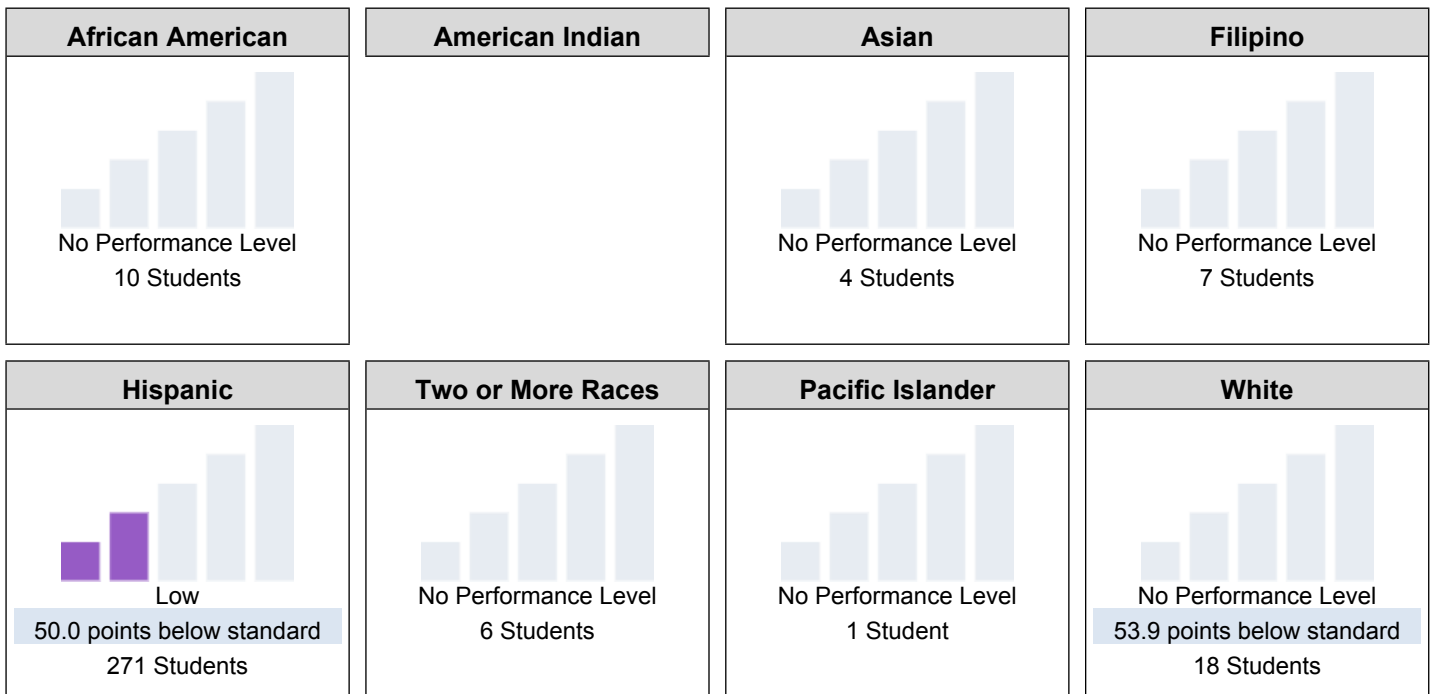 African American
No Performance Level
10 Students
American Indian
Asian
No Performance Level
4 Students
Filipino
No Performance Level
7 Students
Hispanic
Low
50.0 points below standard
271 Students
Two or More Races
No Performance Level
6 Students
Pacific Islander
No Performance Level
1 Student
White
No Performance Level
53.9 points below standard
18 Students